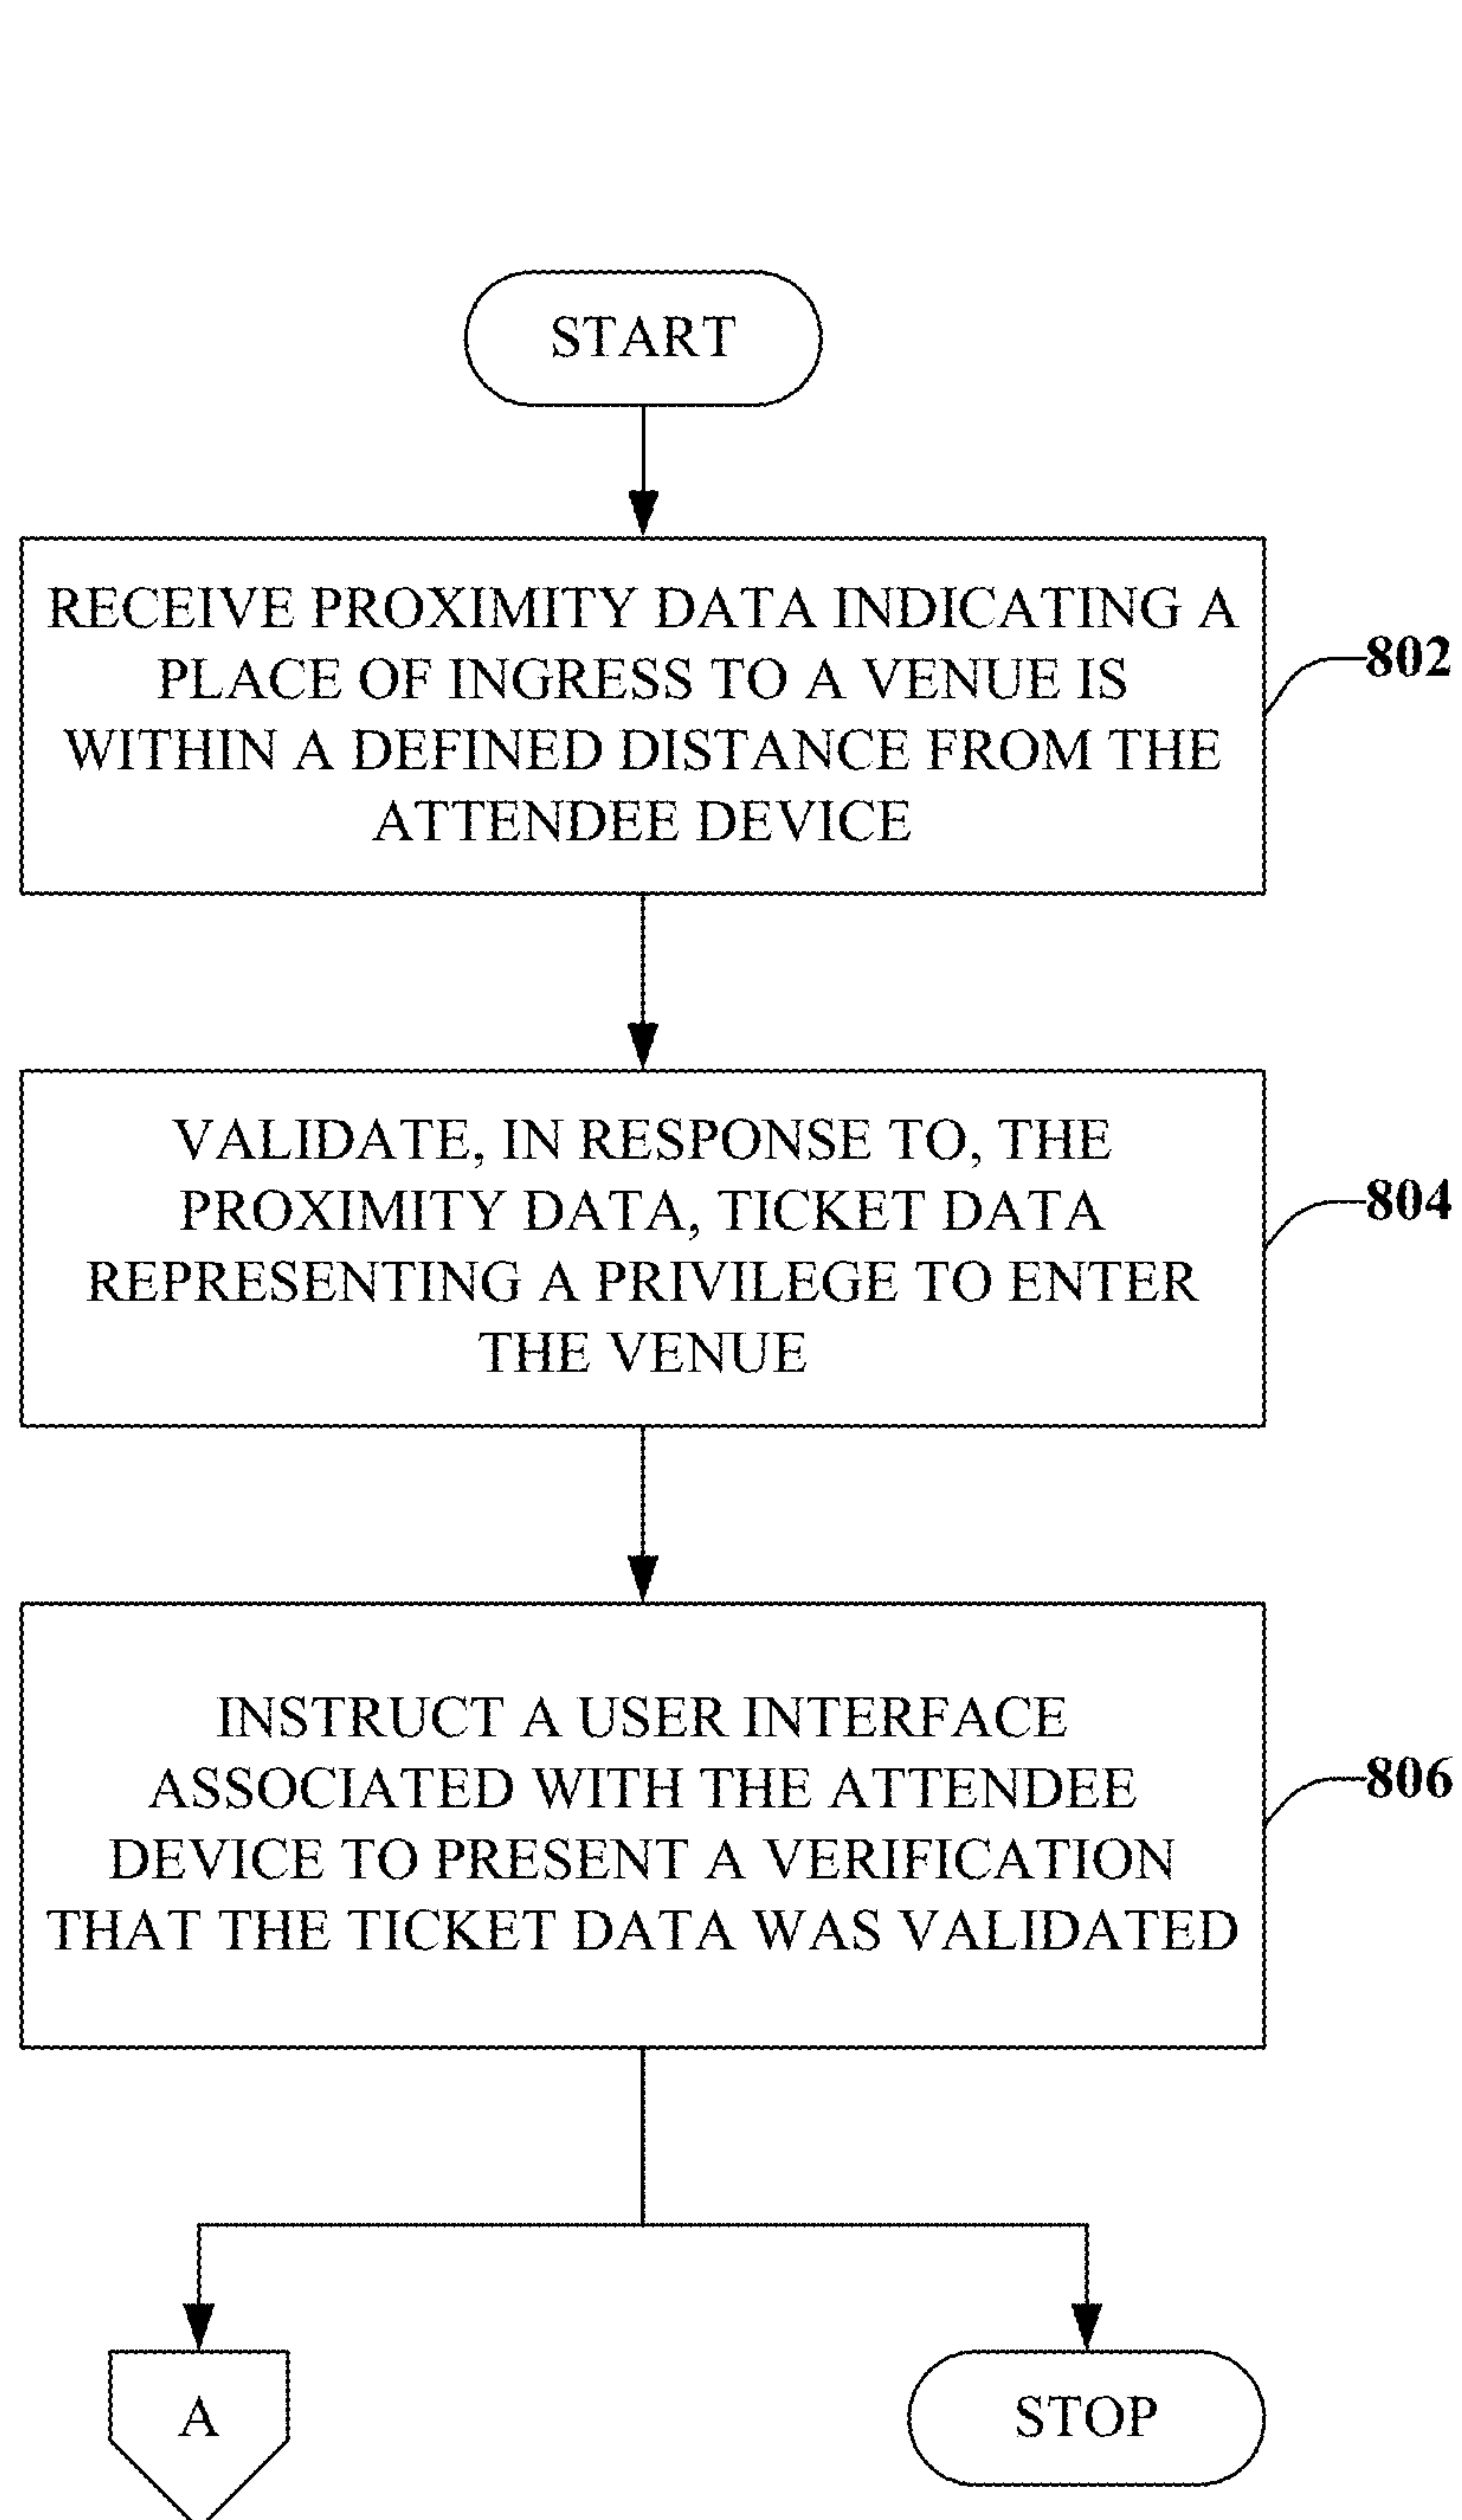 START
RECEIVE PROXIMITY DATA INDICATING A
PLACE OF INGRESS TO A VENUE IS
WITHIN A DEFINED DISTANCE FROM THE
ATTENDEE DEVICE
802
VALIDATE, IN RESPONSE TO, THE
PROXIMITY DATA, TICKET DATA
REPRESENTING A PRIVILEGE TO ENTER
THE VENUE
804
INSTRUCT A USER INTERFACE
ASSOCIATED WITH THE ATTENDEE
DEVICE TO PRESENT A VERIFICATION
THAT THE TICKET DATA WAS VALIDATED
806
A
STOP